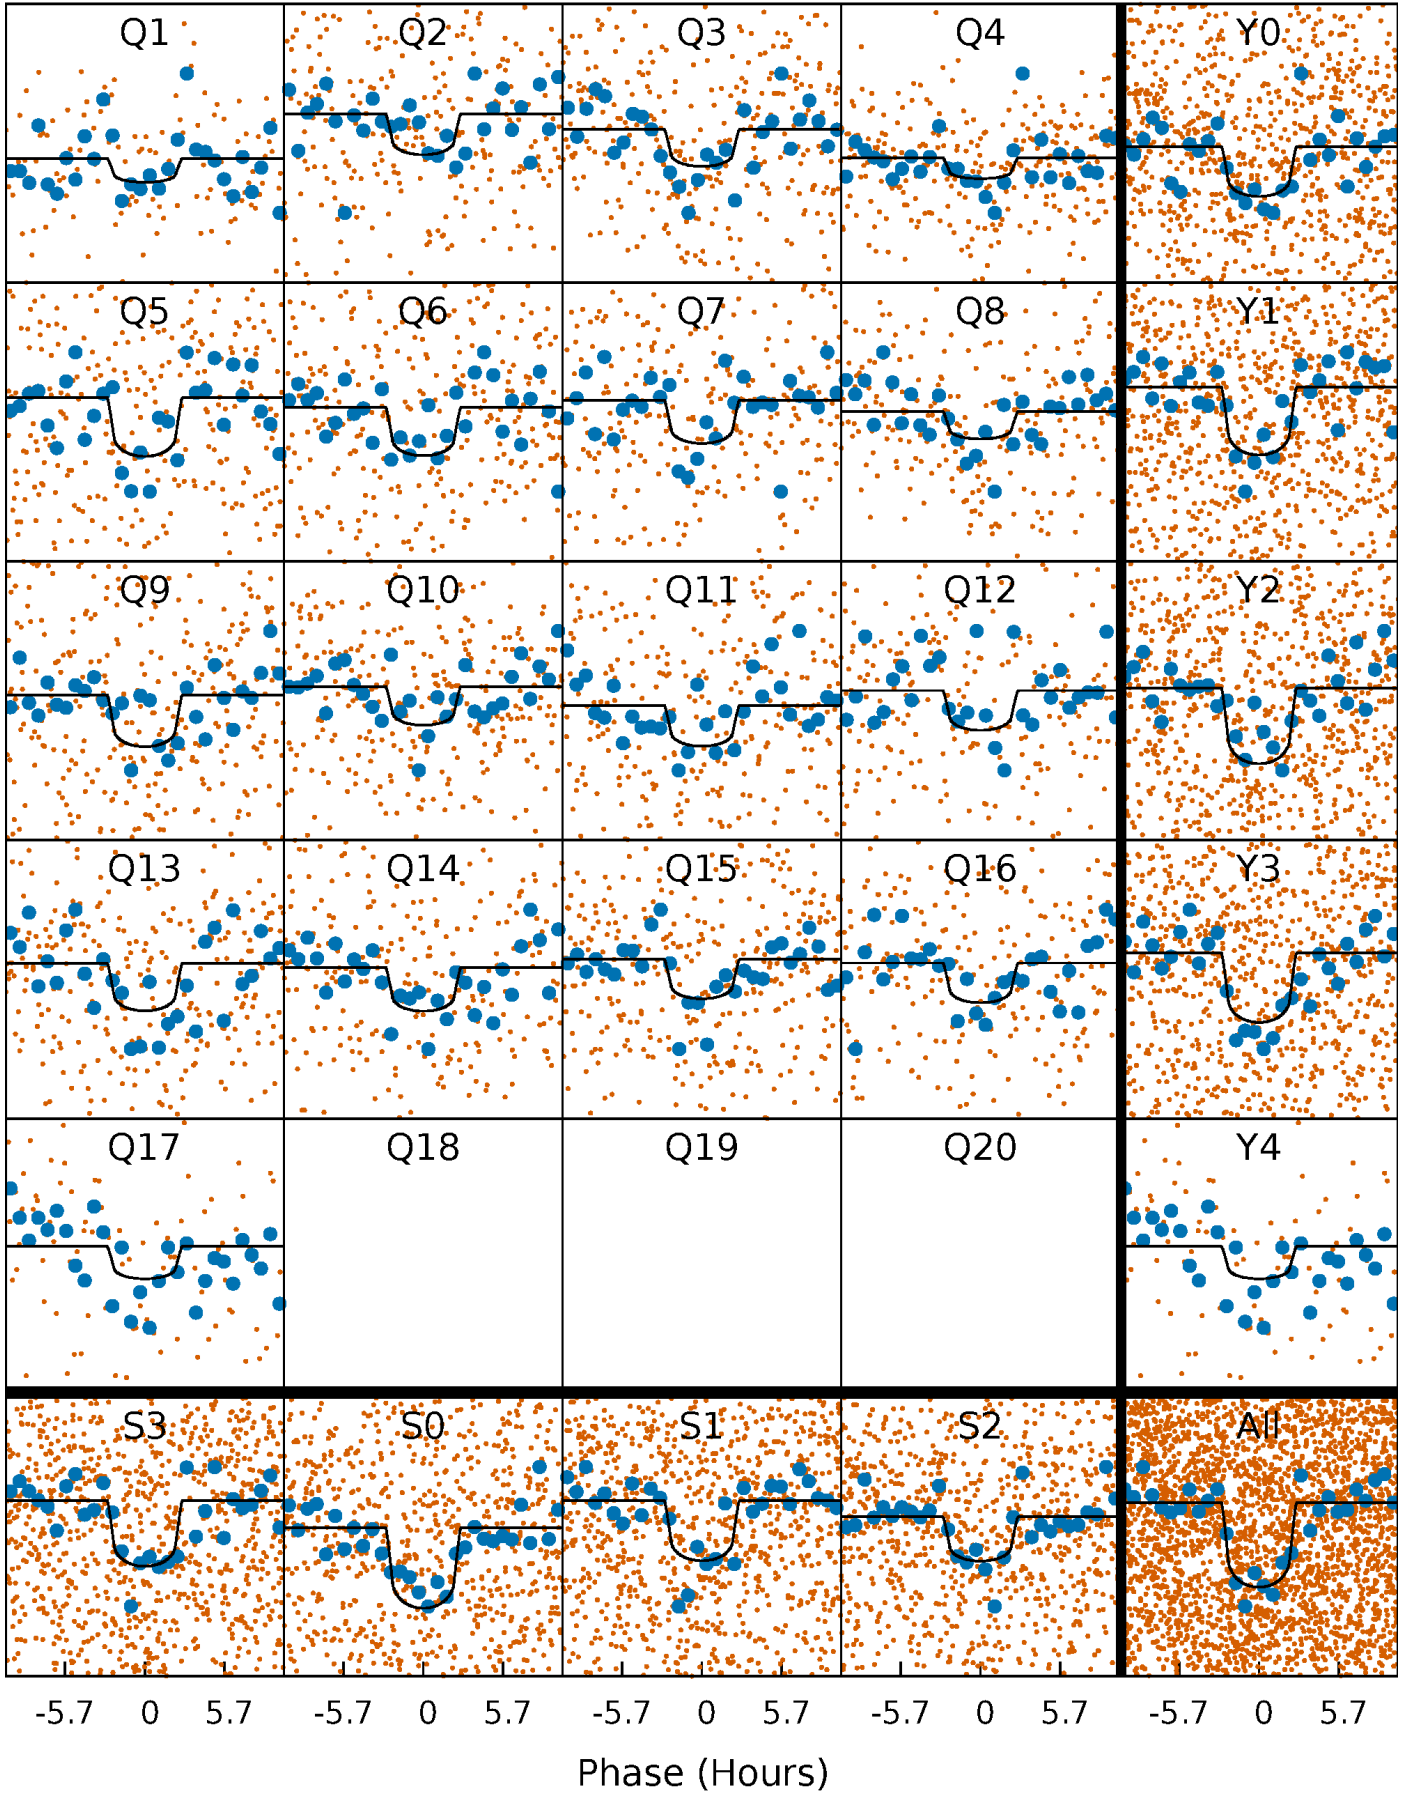 Q1 Q2 Q3 Q4 Y0
Q5 Q6 Q7 Q8 Y1
Q9 Q10 Q11 Q12 Y2
Q13 Q14 Q15 Q16 Y3
Q17 Q18 Q19 Q20 Y4
S3 S0 S1 S2 All
-5.7 0 5.7 -5.7 0 5.7 -5.7 0 5.7 -5.7 0 5.7 -5.7 0 5.7
Phase (Hours)